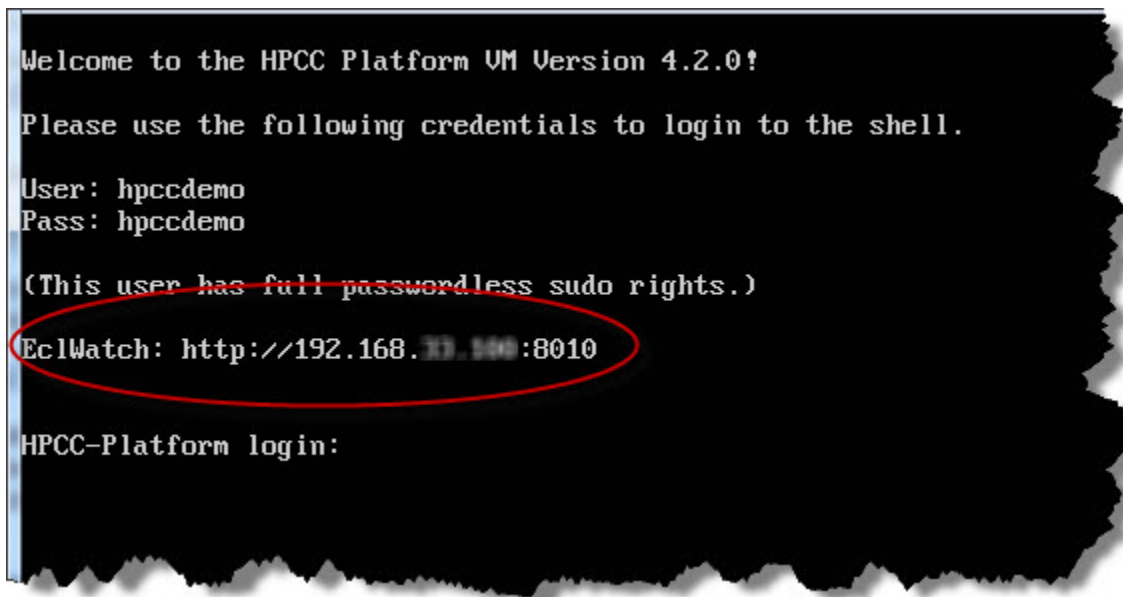 Welcome to the HPCC Platform VM Version 4.2.0!
Please use the following credentials to login to the shell.
User: hpccdemo
Pass: hpccdemo
(This user has full passwordless sudo rights.)
EclWatch: http://192.168. :8010
HPCC-Platform login: